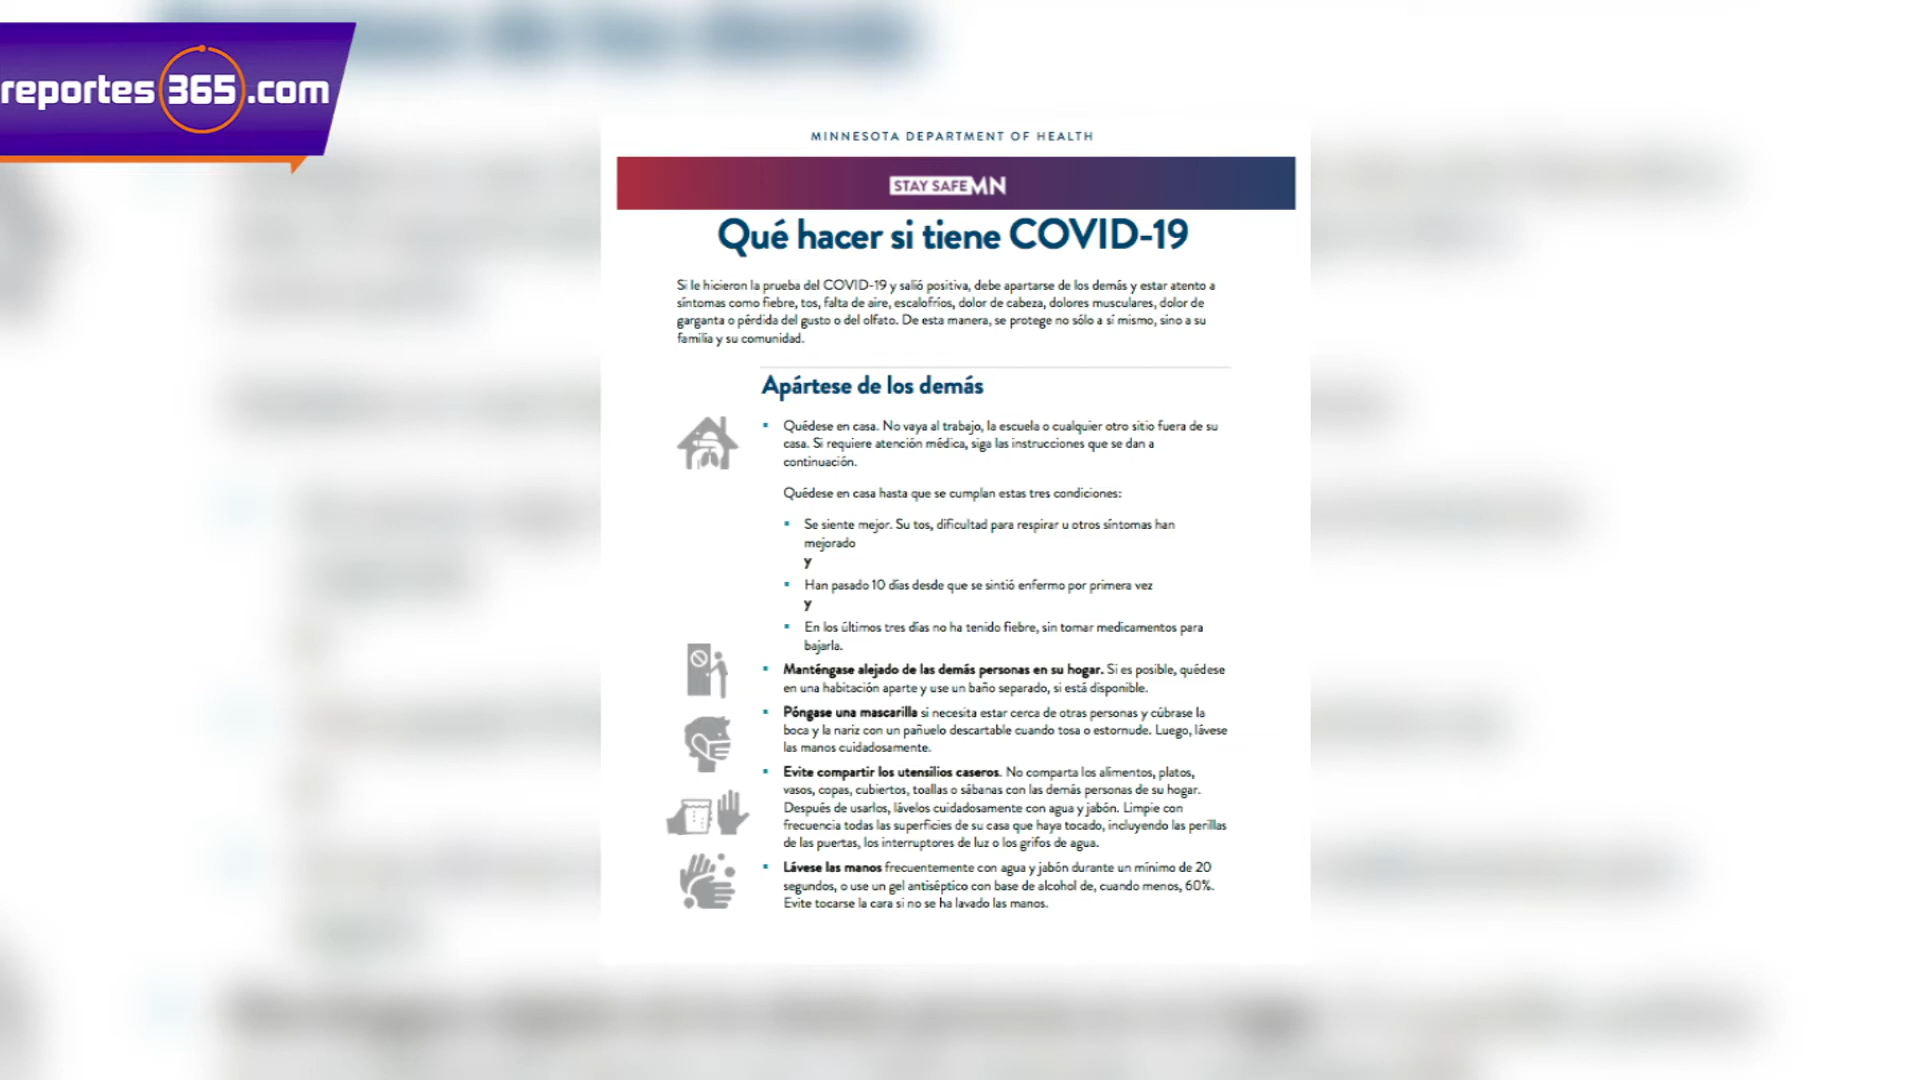 reportes 365 .com
MINNESOTA DEPARTMENT OF HEALTH
STAY SAFE MN
Qué hacer si tiene COVID-19
Si le hicieron la prueba del COVID-19 y salió positiva, debe apartarse de los demás y estar atento a
síntomas como fiebre, tos, falta de aire, escalofríos, dolor de cabeza, dolores musculares, dolor de
garganta o pérdida del gusto o del olfato. De esta manera, se protege no sólo a sí mismo, sino a su
familia y su comunidad.
Apártese de los demás
▪ Quédese en casa. No vaya al trabajo, la escuela o cualquier otro sitio fuera de su
casa. Si requiere atención médica, siga las instrucciones que se dan a
continuación.
Quédese en casa hasta que se cumplan estas tres condiciones:
▪ Se siente mejor. Su tos, dificultad para respirar u otros síntomas han
mejorado
y
▪ Han pasado 10 días desde que se sintió enfermo por primera vez
y
▪ En los últimos tres días no ha tenido fiebre, sin tomar medicamentos para
bajarla.
▪ Manténgase alejado de las demás personas en su hogar. Si es posible, quédese
en una habitación aparte y use un baño separado, si está disponible.
▪ Póngase una mascarilla si necesita estar cerca de otras personas y cúbrase la
boca y la nariz con un pañuelo descartable cuando tosa o estornude. Luego, lávese
las manos cuidadosamente.
▪ Evite compartir los utensilios caseros. No comparta los alimentos, platos,
vasos, copas, cubiertos, toallas o sábanas con las demás personas de su hogar.
Después de usarlos, lávelos cuidadosamente con agua y jabón. Limpie con
frecuencia todas las superficies de su casa que haya tocado, incluyendo las perillas
de las puertas, los interruptores de luz o los grifos de agua.
▪ Lávese las manos frecuentemente con agua y jabón durante un mínimo de 20
segundos, o use un gel antiséptico con base de alcohol de, cuando menos, 60%.
Evite tocarse la cara si no se ha lavado las manos.